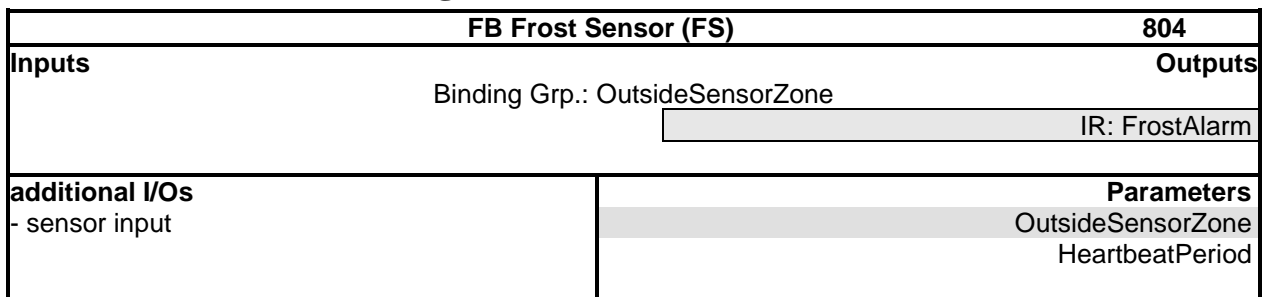 FB Frost Sensor (FS) 804
Inputs Outputs
Binding Grp.: OutsideSensorZone
IR: FrostAlarm
additional I/Os Parameters
- sensor input OutsideSensorZone
HeartbeatPeriod